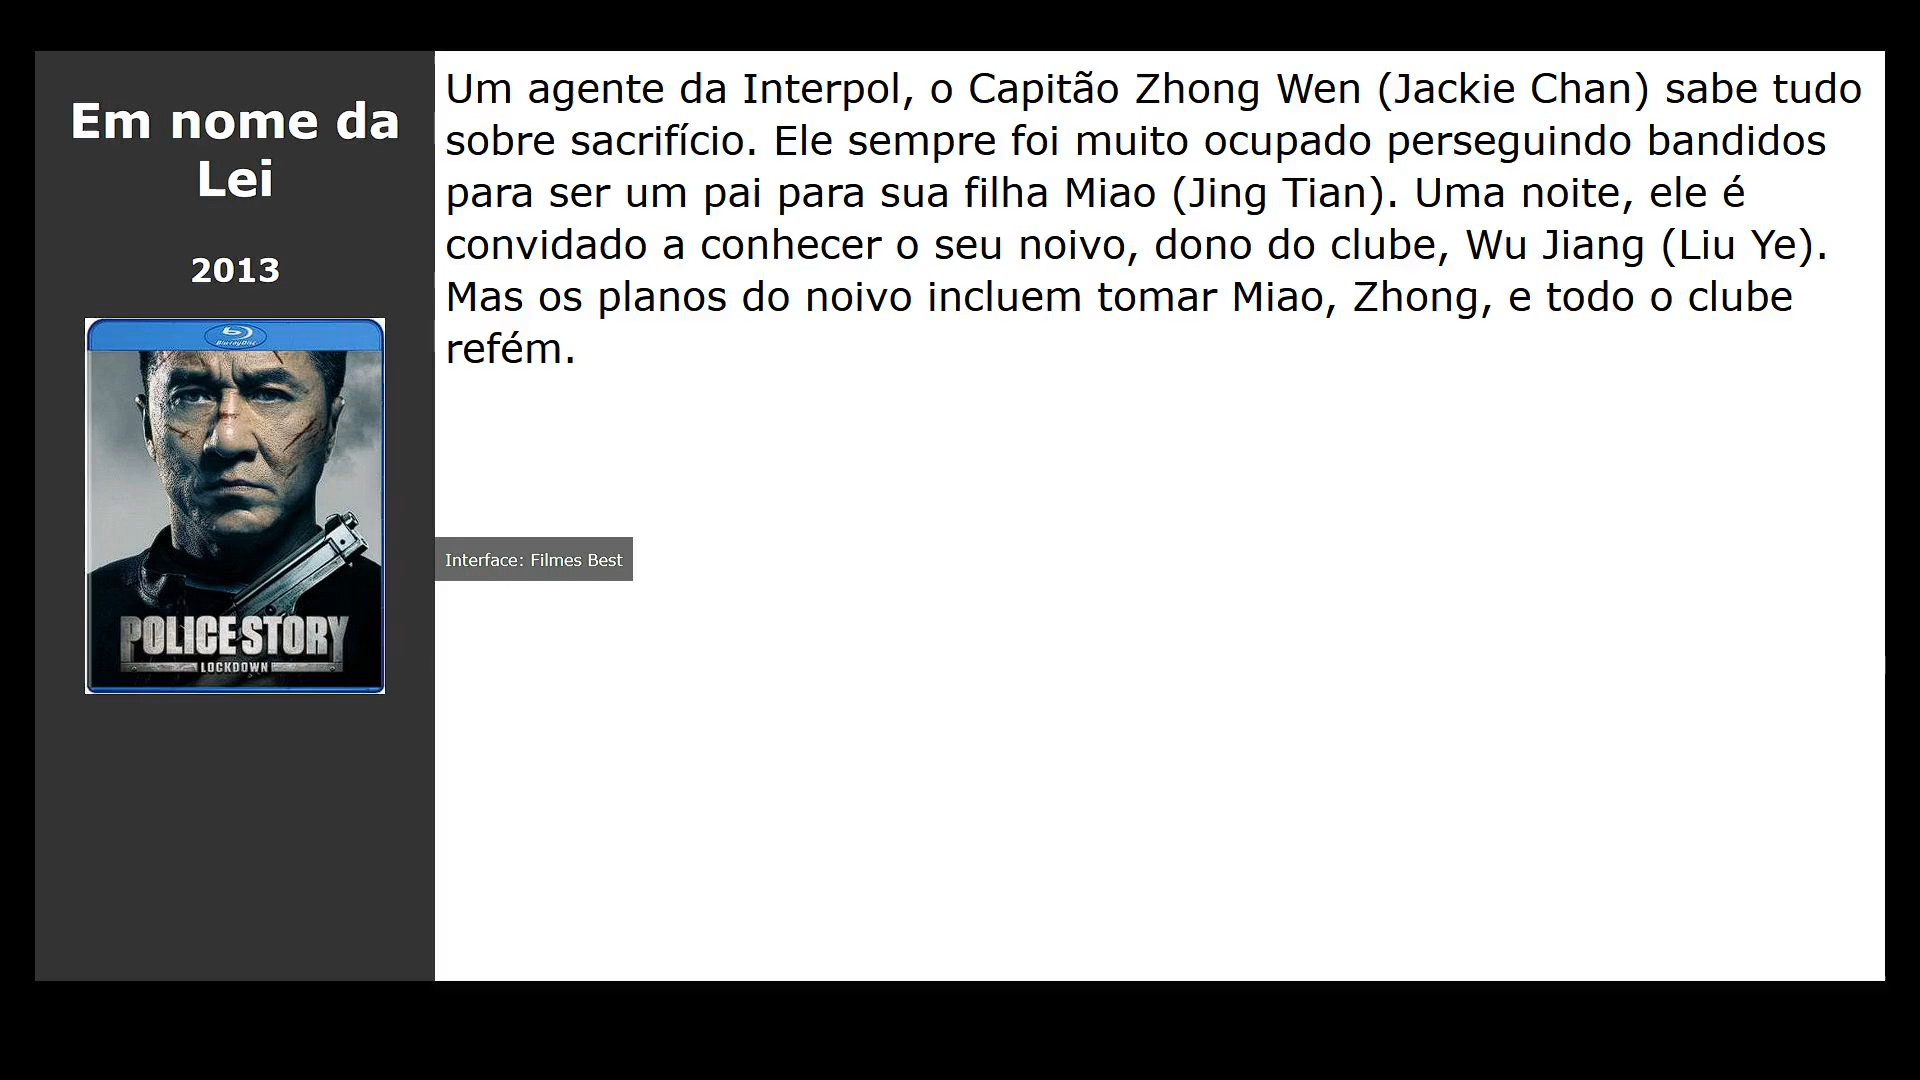 Em nome da
Lei
2013
Blu-rayDisc
POLICE STORY
LOCKDOWN
Um agente da Interpol, o Capitão Zhong Wen (Jackie Chan) sabe tudo
sobre sacrifício. Ele sempre foi muito ocupado perseguindo bandidos
para ser um pai para sua filha Miao (Jing Tian). Uma noite, ele é
convidado a conhecer o seu noivo, dono do clube, Wu Jiang (Liu Ye).
Mas os planos do noivo incluem tomar Miao, Zhong, e todo o clube
refém.
Interface: Filmes Best